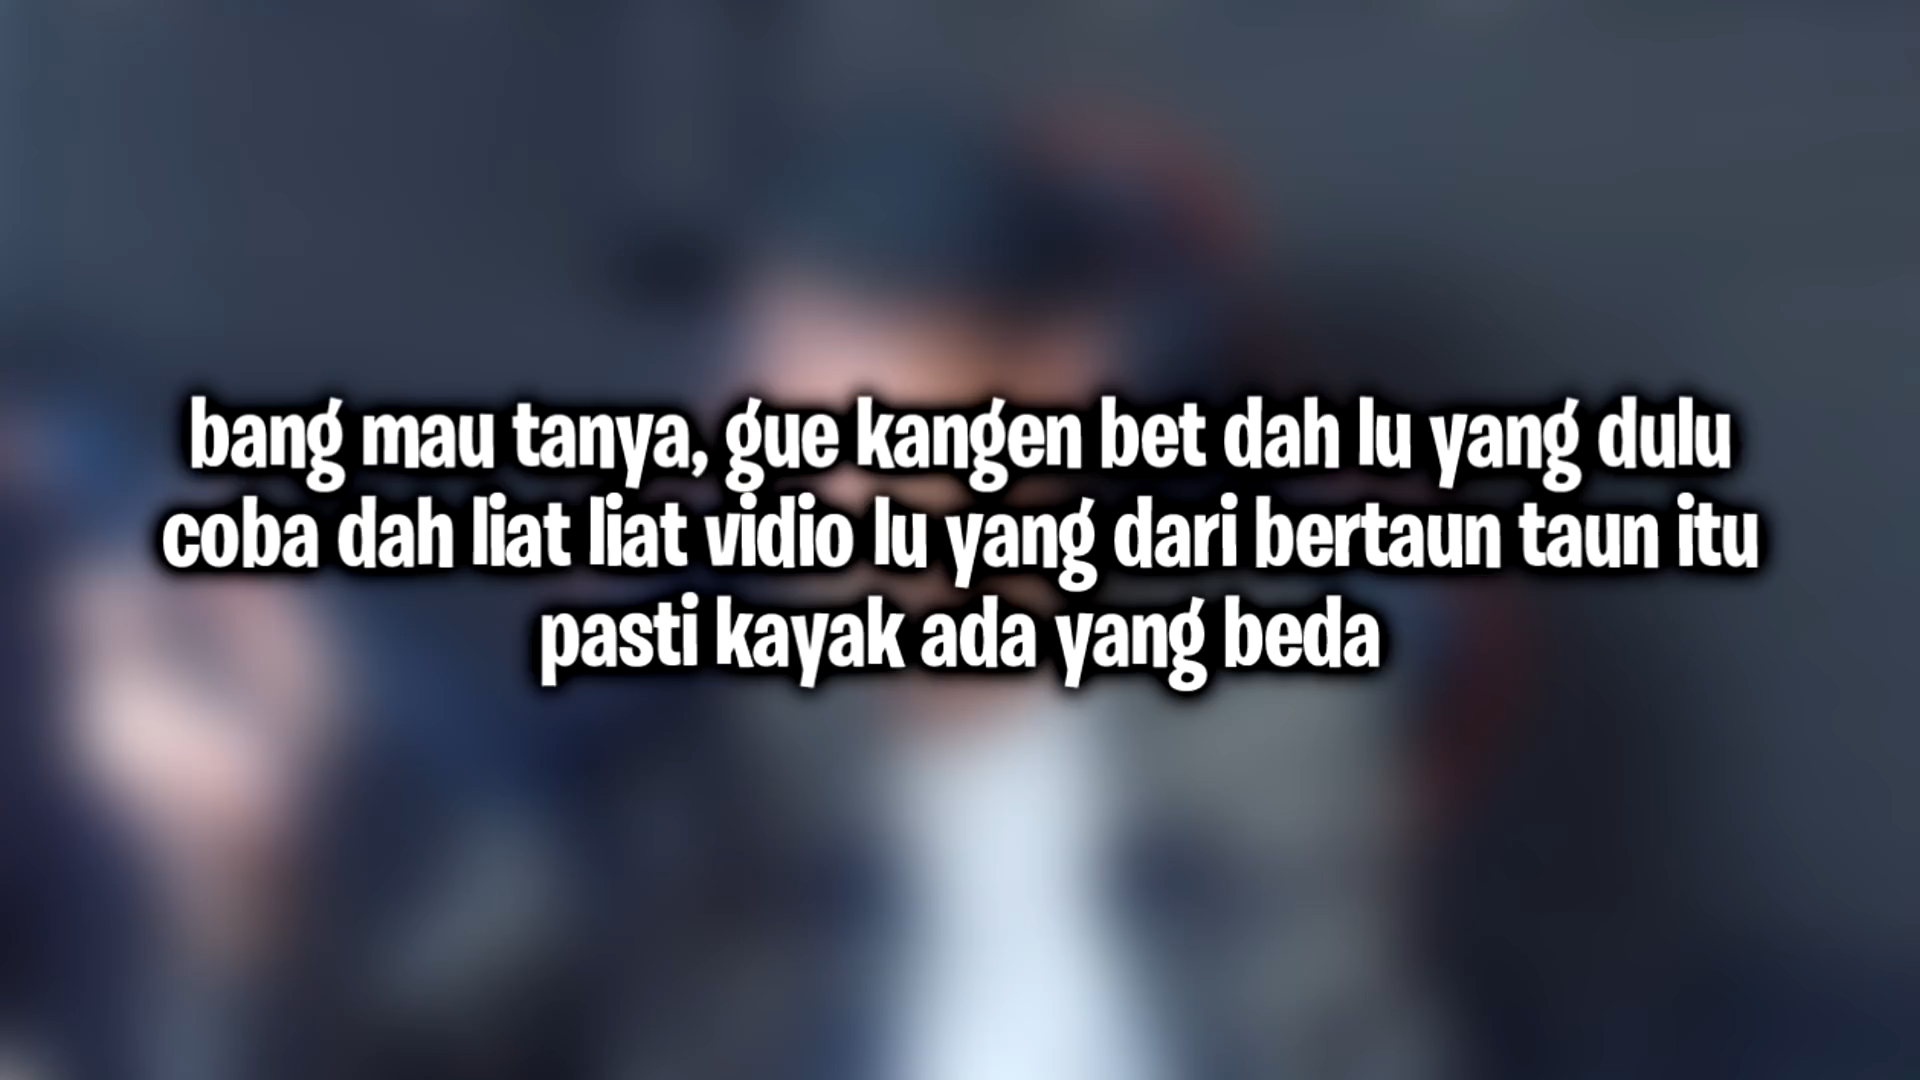 bang mau tanya, gue kangen bet dah lu yang dulu
coba dah liat liat vidio lu yang dari bertaun taun itu
pasti kayak ada yang beda